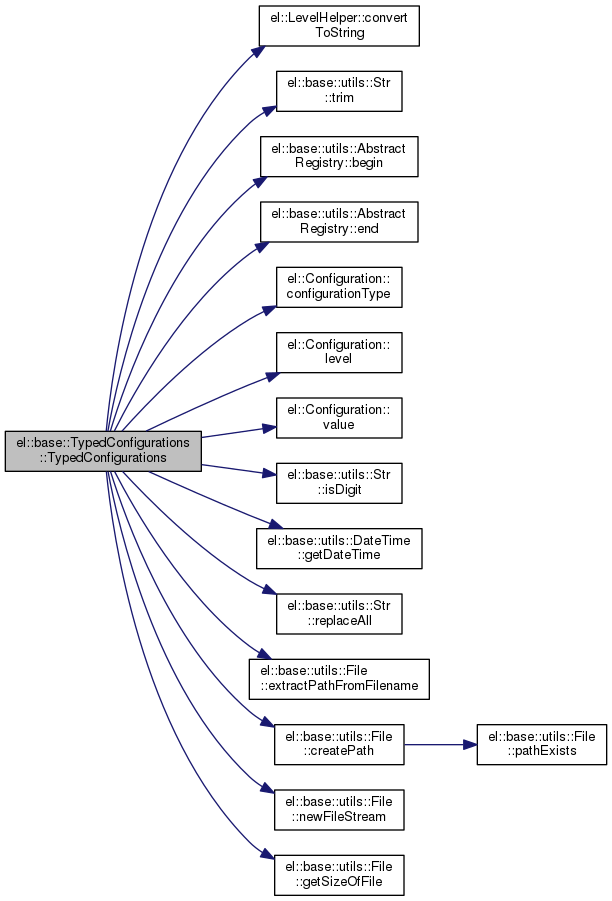 el::LevelHelper::convert
ToString
el::base::utils::Str
::trim
el::base::utils::Abstract
Registry::begin
el::base::utils::Abstract
Registry::end
el::Configuration::
configurationType
el::Configuration::
level
el::Configuration::
value
el::base::TypedConfigurations
::TypedConfigurations
el::base::utils::Str
::isDigit
el::base::utils::DateTime
::getDateTime
el::base::utils::Str
::replaceAll
el::base::utils::File
::extractPathFromFilename
el::base::utils::File
::createPath
el::base::utils::File
::pathExists
el::base::utils::File
::newFileStream
el::base::utils::File
::getSizeOfFile